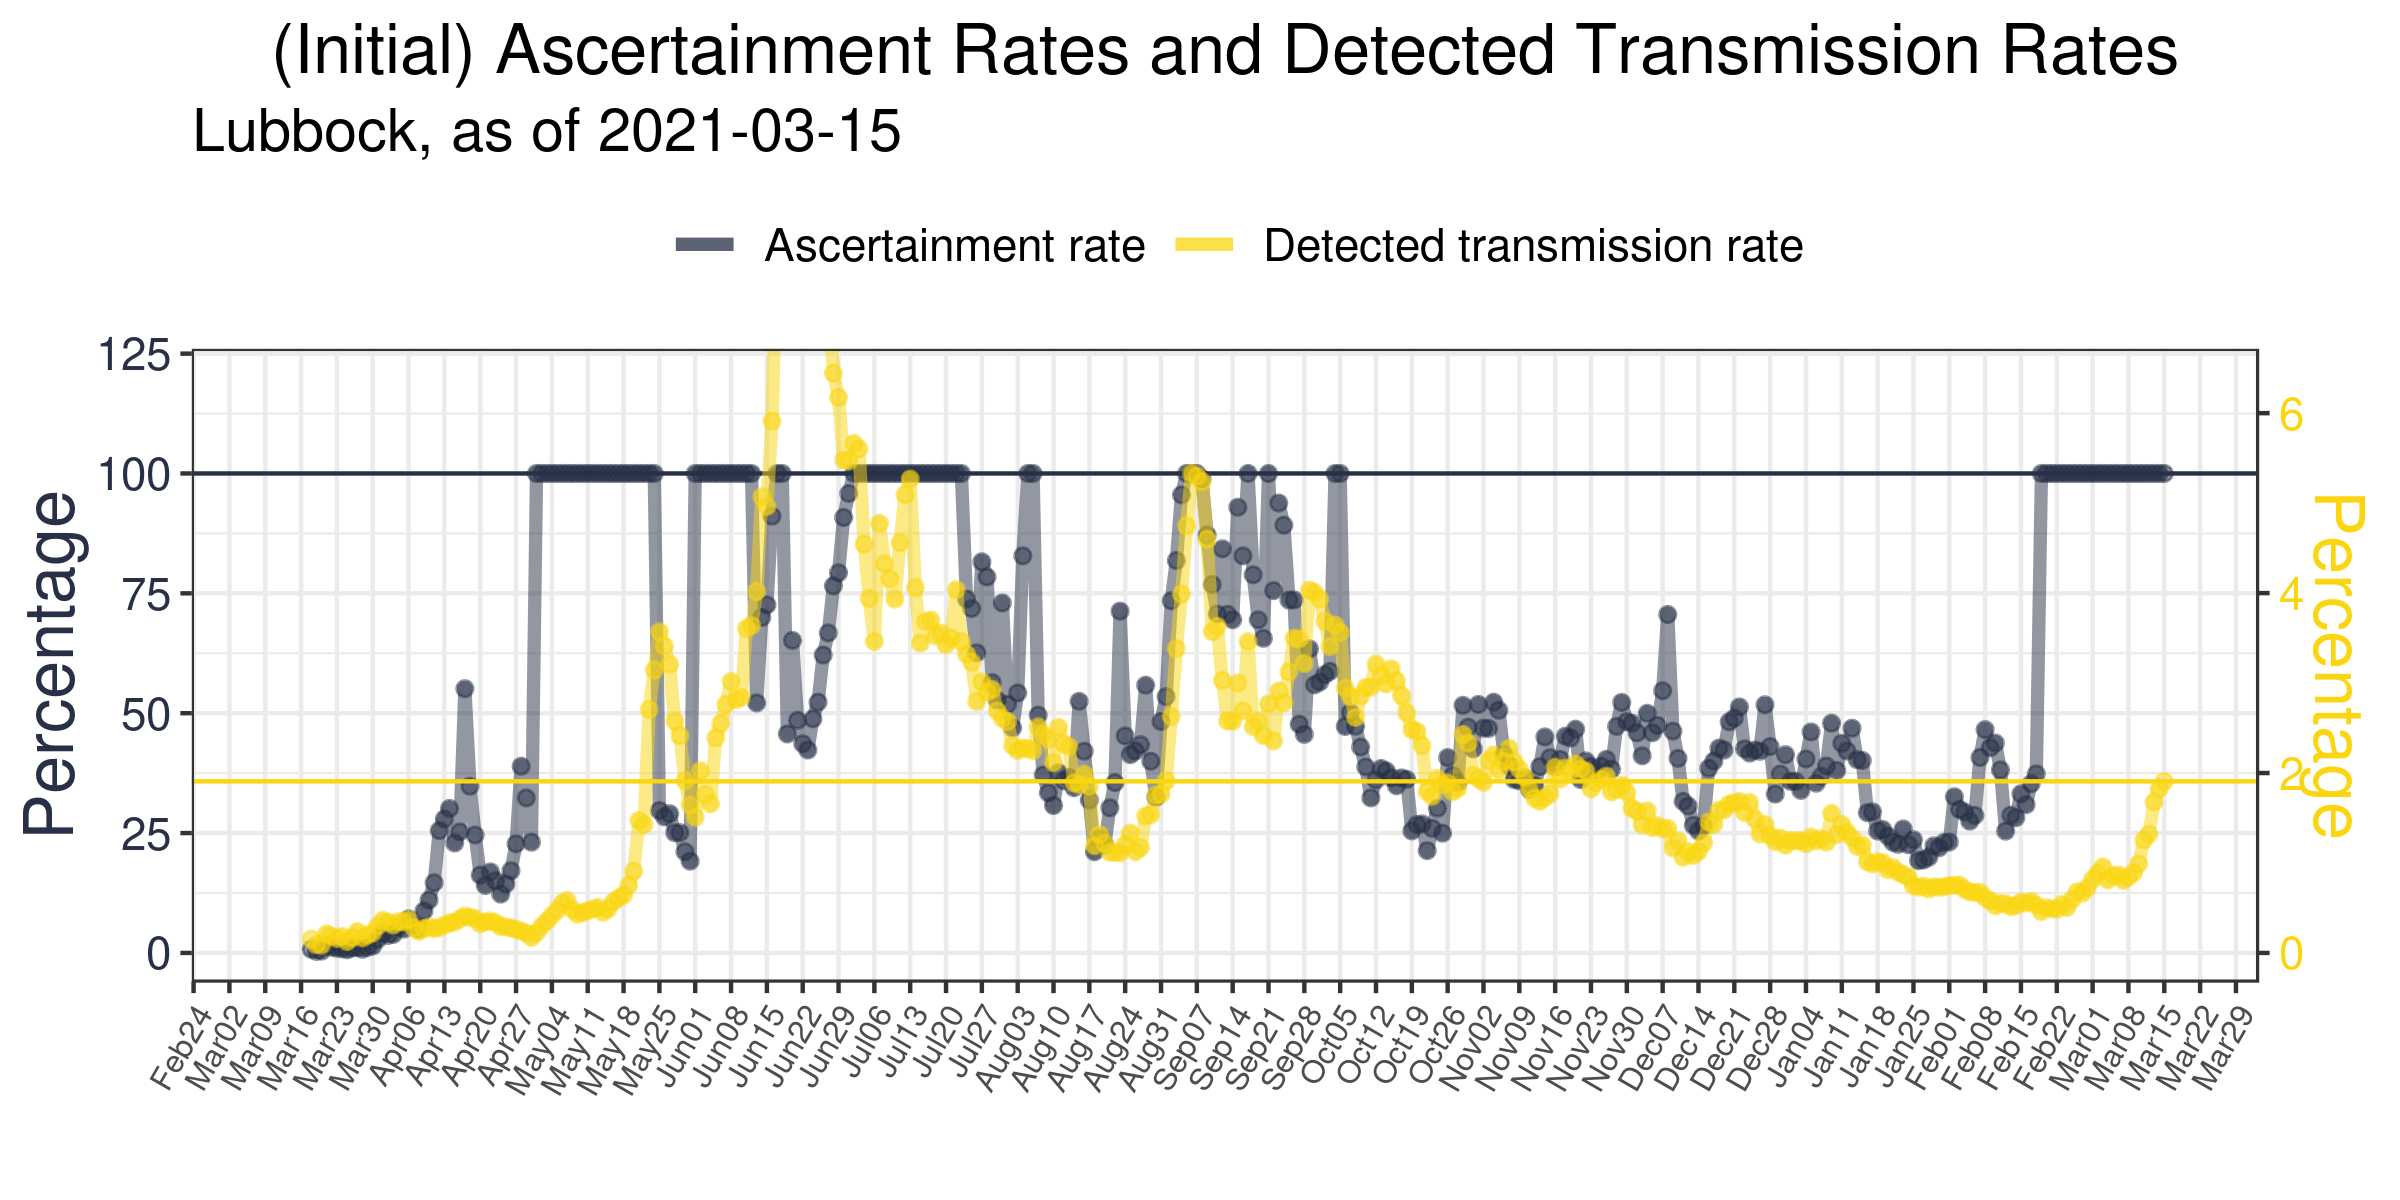 (Initial) Ascertainment Rates and Detected Transmission Rates
Lubbock, as of 2021-03-15
Ascertainment rate
Detected transmission rate
Percentage
125
100
75
50
25
0
6
4
2
0
Percentage
Feb24
Mar02
Mar09
Mar16
Mar23
Mar30
Apr06
Apr13
Apr20
Apr27
May04
May11
May18
May25
Jun01
Jun08
Jun15
Jun22
Jun29
Jul06
Jul13
Jul20
Jul27
Aug03
Aug10
Aug17
Aug24
Aug31
Sep07
Sep14
Sep21
Sep28
Oct05
Oct12
Oct19
Oct26
Nov02
Nov09
Nov16
Nov23
Nov30
Dec07
Dec14
Dec21
Dec28
Jan04
Jan11
Jan18
Jan25
Feb01
Feb08
Feb15
Feb22
Mar01
Mar08
Mar15
Mar22
Mar29